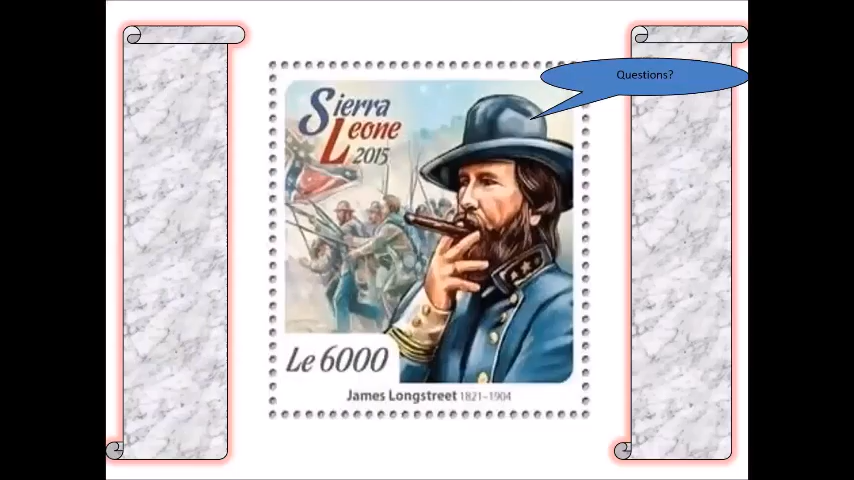 Questions?
Sierra
Leone
2015
Le 6000
James Longstreet 1821-1904